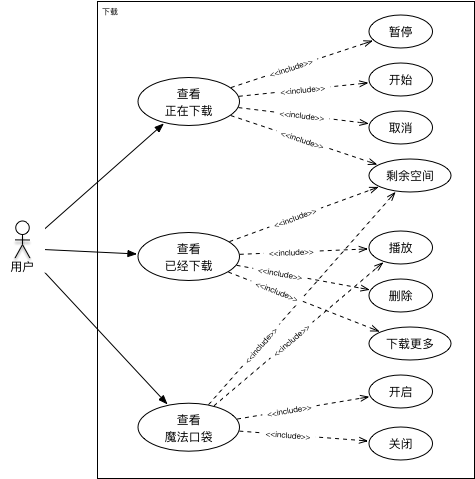 下载
暂停
<<include>>
查看
正在下载
开始
<<include>>
取消
<<include>>
<<include>>
剩余空间
<<include>>
用户
查看
已经下载
播放
<<include>>
<<include>>
删除
<<include>>
下载更多
<<include>>
<<include>>
开启
查看
魔法口袋
<<include>>
<<include>>
关闭